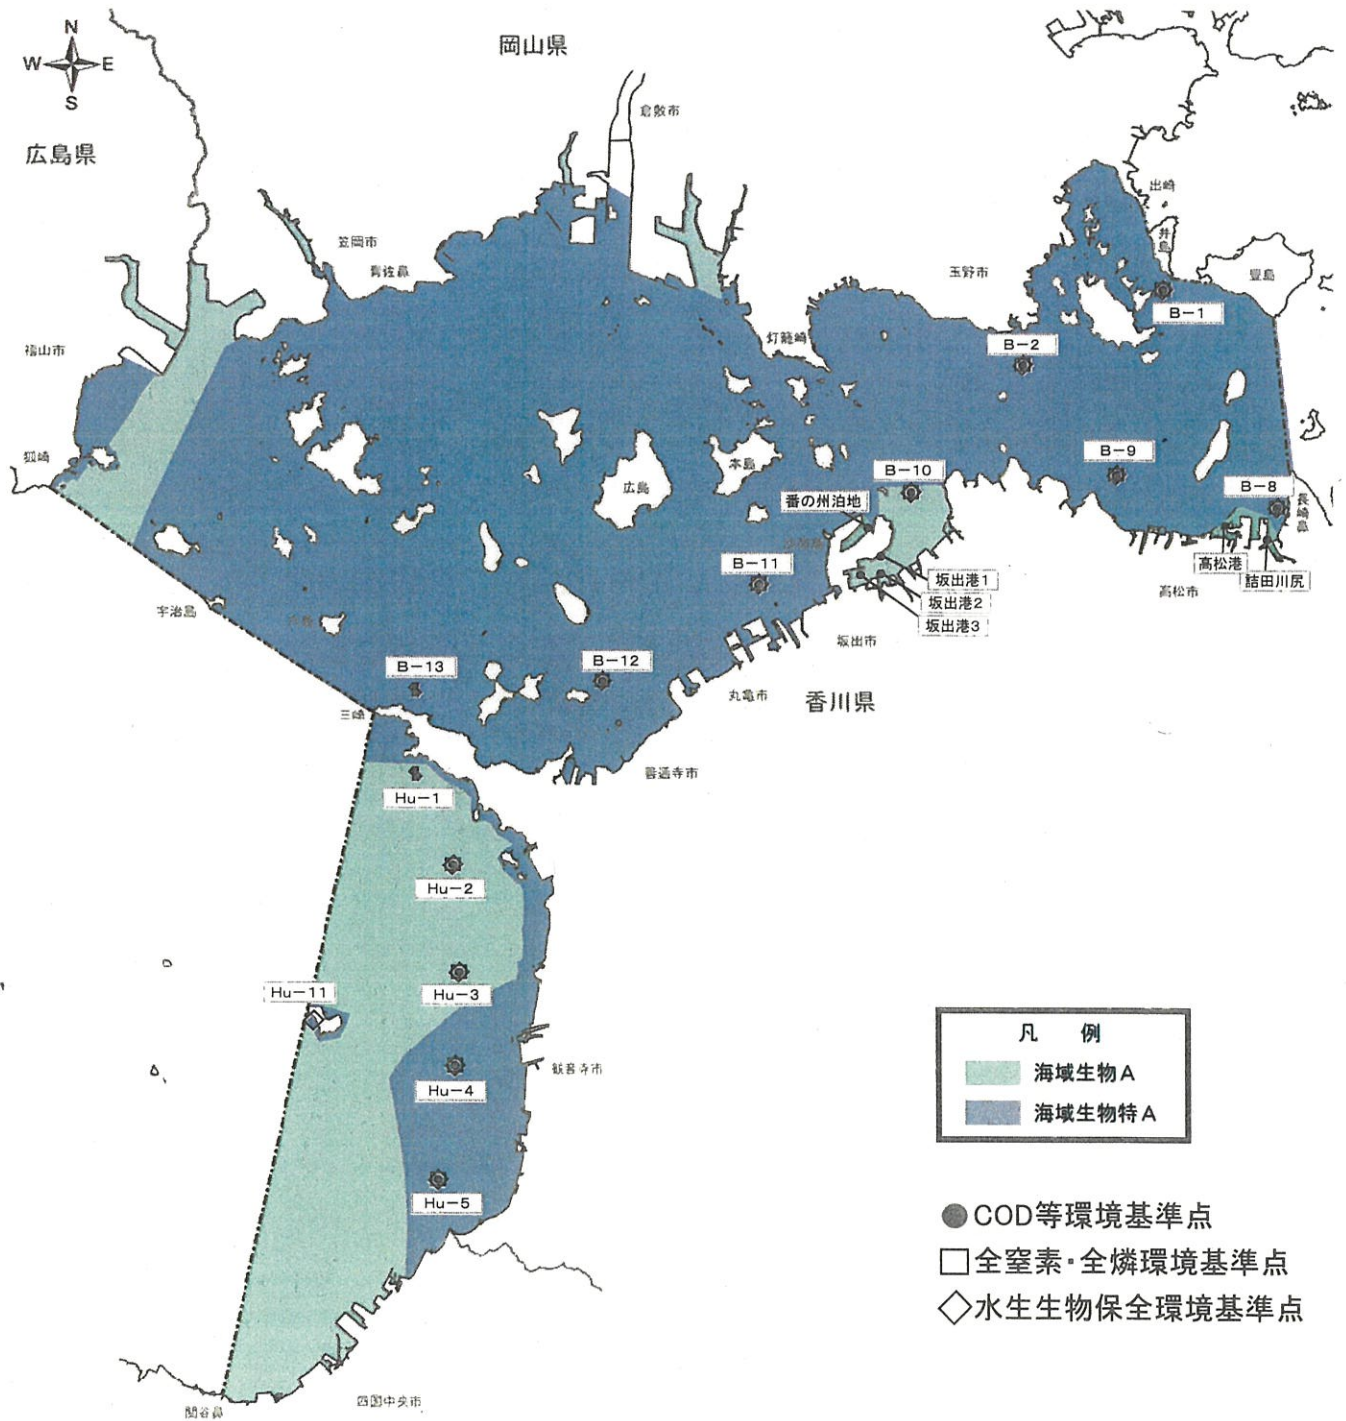 N
W E
S
岡山県
倉敷市
広島県
出崎
井島
笠岡市
青佐鼻
玉野市
豊島
B-1
福山市
灯籠崎
B-2
狐崎
B-9
本島
B-10
広島
B-8
長崎鼻
番の州泊地
B-11
高松港
詰田川尻
高松市
坂出港1
坂出港2
坂出港3
宇治島
坂出市
B-13
B-12
丸亀市
香川県
三崎
善通寺市
Hu-1
Hu-2
Hu-3
Hu-11
凡 例
海域生物A
海域生物特A
観音寺市
Hu-4
Hu-5
COD等環境基準点
全窒素・全燐環境基準点
水生生物保全環境基準点
四国中央市
関谷鼻